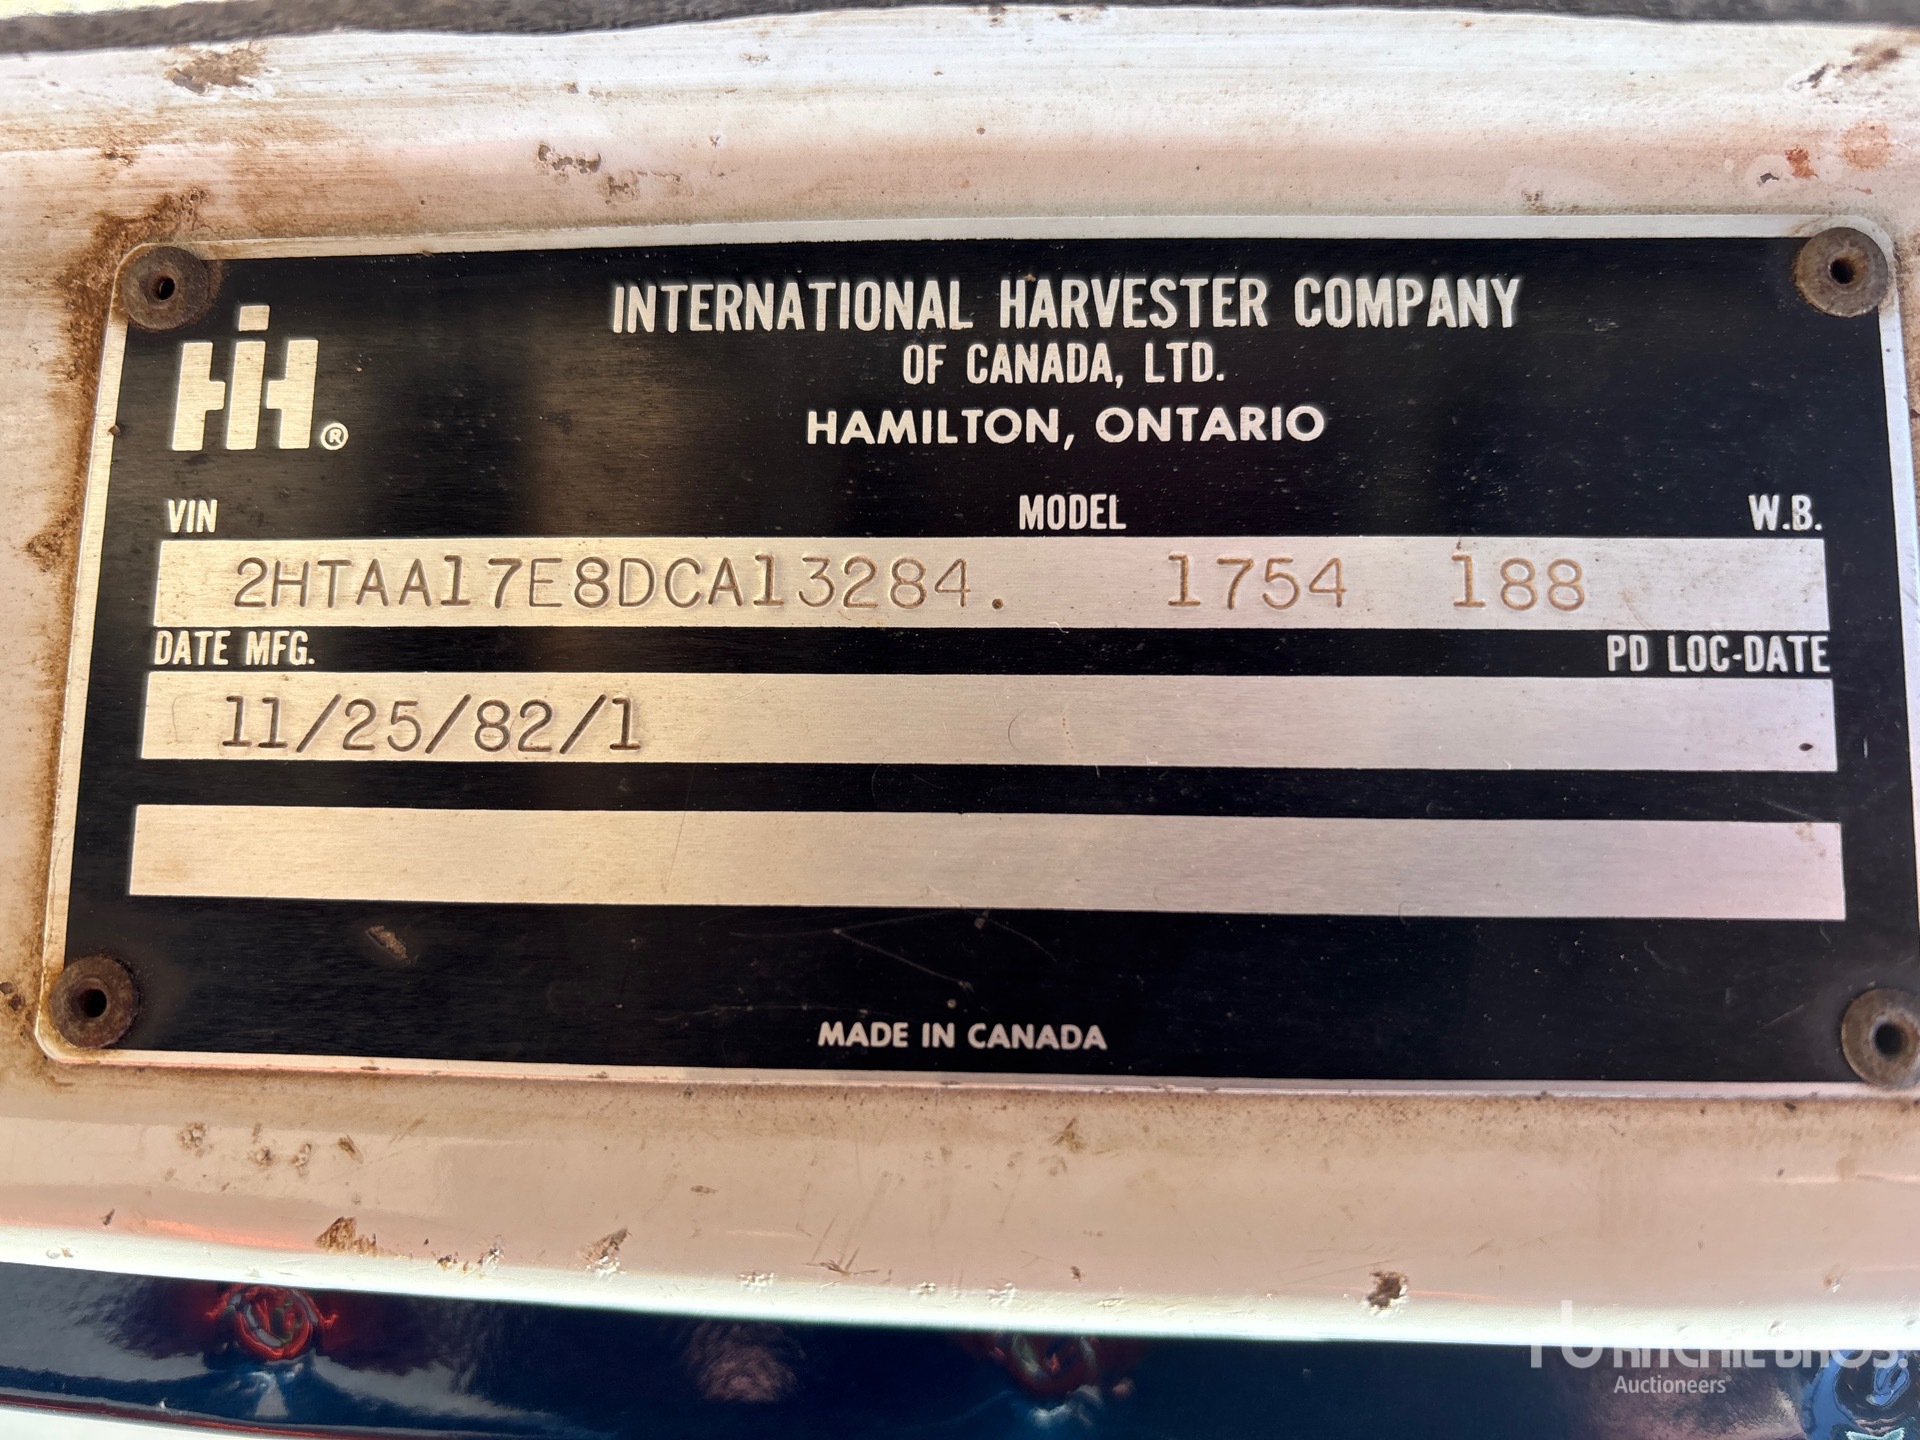 INTERNATIONAL HARVESTER COMPANY
OF CANADA, LTD.
HAMILTON, ONTARIO
IH®
VIN MODEL W.B.
2HTAA17E8DCA13284. 1754 188
DATE MFG. PD LOC-DATE
11/25/82/1 .
MADE IN CANADA
rb RITCHIE BROS.
Auctioneers